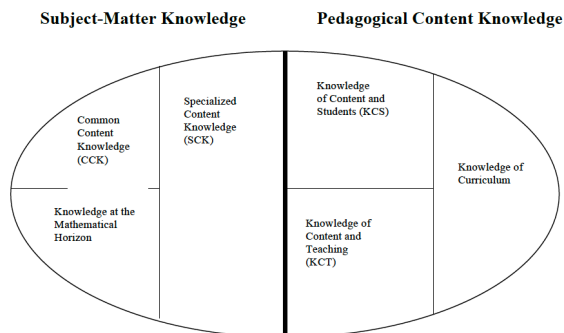 Subject-Matter Knowledge
Pedagogical Content Knowledge
Common
Content
Knowledge
(CCK)
Specialized
Content
Knowledge
(SCK)
Knowledge at the
Mathematical
Horizon
Knowledge
of Content and
Students (KCS)
Knowledge of
Curriculum
Knowledge of
Content and
Teaching
(KCT)